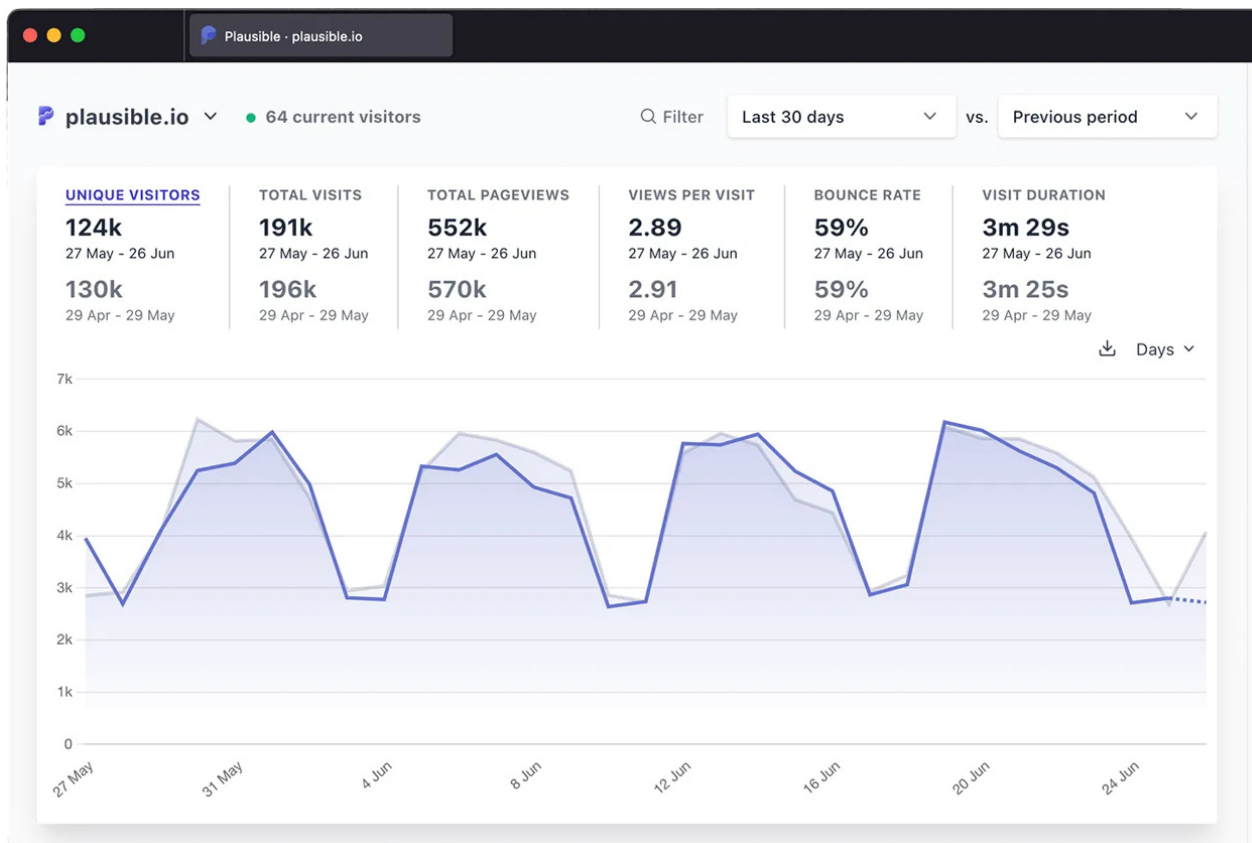 Plausible · plausible.io
plausible.io
64 current visitors
Filter
Last 30 days
vs.
Previous period
UNIQUE VISITORS
124k
27 May - 26 Jun
130k
29 Apr - 29 May
TOTAL VISITS
191k
27 May - 26 Jun
196k
29 Apr - 29 May
TOTAL PAGEVIEWS
552k
27 May - 26 Jun
570k
29 Apr - 29 May
VIEWS PER VISIT
2.89
27 May - 26 Jun
2.91
29 Apr - 29 May
BOUNCE RATE
59%
27 May - 26 Jun
59%
29 Apr - 29 May
VISIT DURATION
3m 29s
27 May - 26 Jun
3m 25s
29 Apr - 29 May
Days
7k
6k
5k
4k
3k
2k
1k
0
27 May
31 May
4 Jun
8 Jun
12 Jun
16 Jun
20 Jun
24 Jun